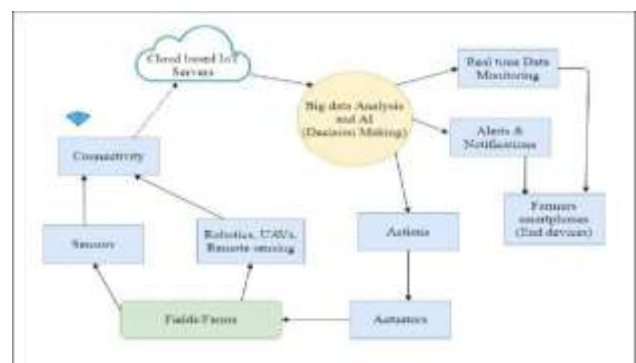 Cloud based IoT
Servers
Real time Data
Monitoring
Big data Analysis
and AI
(Decision Making)
Alerts &
Notifications
Connectivity
Farmers
smartphones
(End devices)
Sensors
Robotics, UAVs,
Remote sensing
Actions
Fields/Farms
Actuators